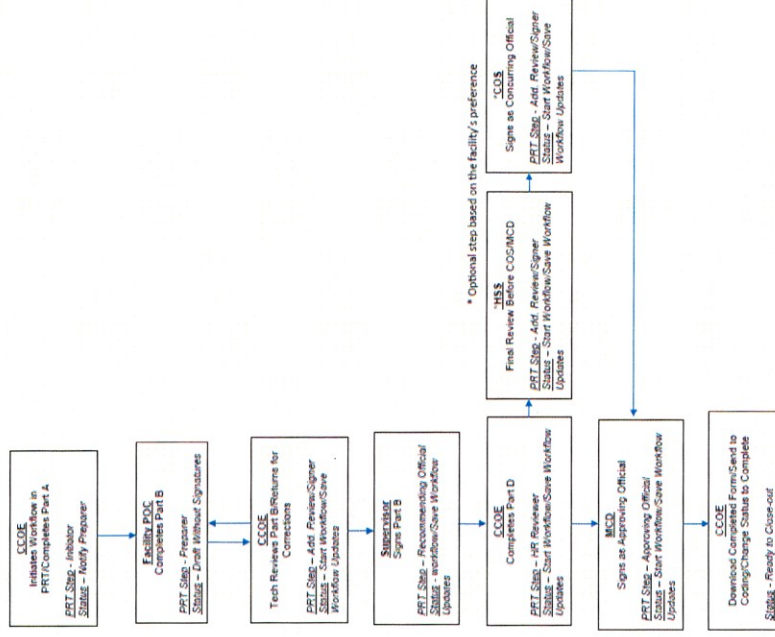 CCOE
Initiates Workflow in
PRT/Completes Part A
PRT Step - Initiator
Status – Notify Preparer
Facility POC
Completes Part B
PRT Step - Preparer
Status – Draft Without Signatures
CCOE
Tech Reviews Part B/Returns for
Corrections
PRT Step – Add. Review/Signer
Status – Start Workflow/Save
Workflow Updates
Supervisor
Signs Part B
PRT Step – Recommending Official
Status - workflow/Save Workflow
Updates
CCOE
Completes Part D
PRT Step – HR Reviewer
Status – Start Workflow/Save Workflow
Updates
* Optional step based on the facility's preference
*HSS
Final Review Before COS/MCD
PRT Step - Add. Review/Signer
Status – Start Workflow/Save Workflow
Updates
*COS
Signs as Concurring Official
PRT Step - Add. Review/Signer
Status – Start Workflow/Save
Workflow Updates
MCD
Signs as Approving Official
PRT Step – Approving Official
Status - Start Workflow/Save Workflow
Updates
CCOE
Download Completed Form/Send to
Coding/Change Status to Complete
Status - Ready to Close-out